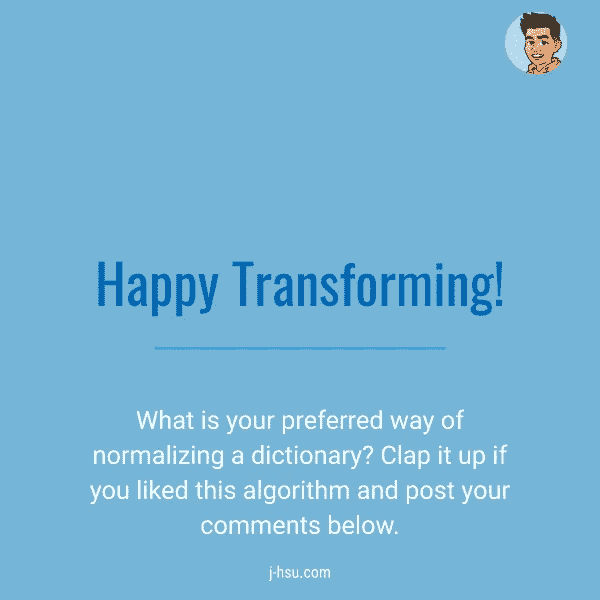 Happy Transforming!
What is your preferred way of
normalizing a dictionary? Clap it up if
you liked this algorithm and post your
comments below.
j-hsu.com